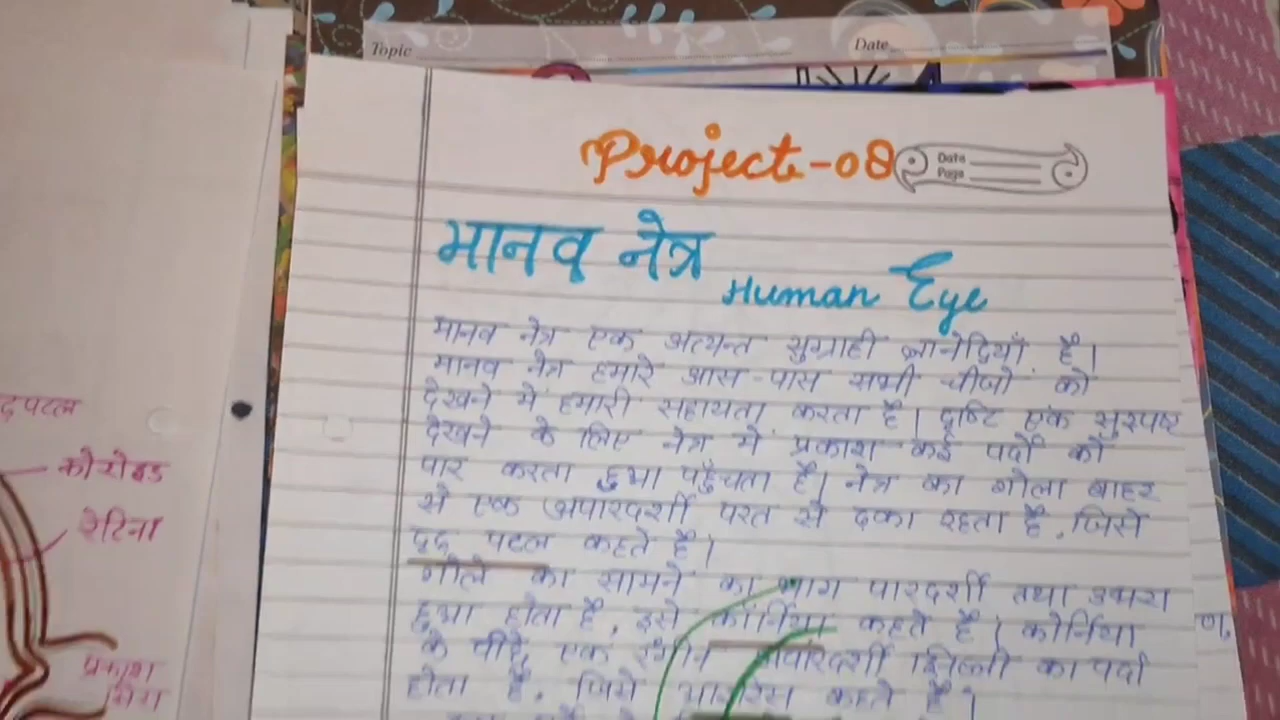 Topic
Date
Project-08
Date
Page
मानव नेत्र Human Eye
मानव नेत्र एक अत्यन्त सुग्राही ज्ञानेद्रियाँ है।
मानव नेत्र हमारे आस-पास सभी चीजो को
देखने में हमारी सहायता करता है। दृष्टि एक सुस्पष्ट
देखने के लिए नेत्र में प्रकाश कई पर्दो को
पार करता हुआ पहुँचता है। नेत्र का गोला बाहर
से एक अपारदर्शी परत से ढका रहता है, जिसे
दृढ़ पटल कहते है।
गोले का सामने का भाग पारदर्शी तथा उभरा
हुआ होता है, इसे कॉर्निया कहते है। कोर्निया
के पीछे एक रंगीन अपारदर्शी झिल्ली का पर्दा
होता है, जिसे आयरिस कहते है।
दृढ़पटल
कोरोइड
रेटिना
प्रकाश